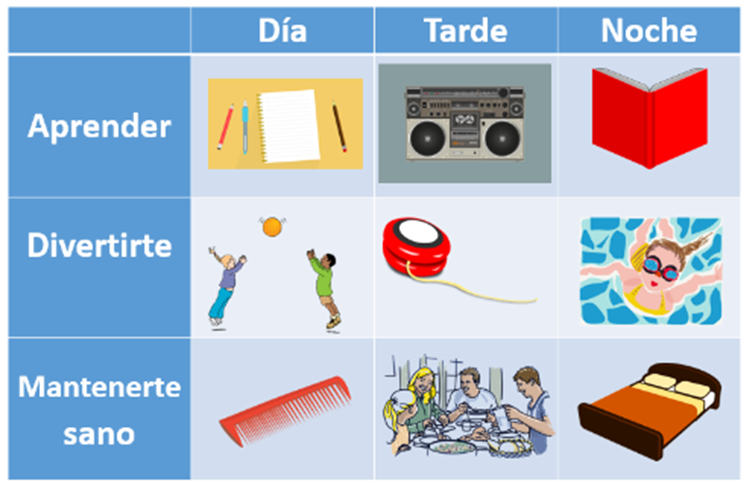 Día Tarde Noche
Aprender
Divertirte
Mantenerte
sano